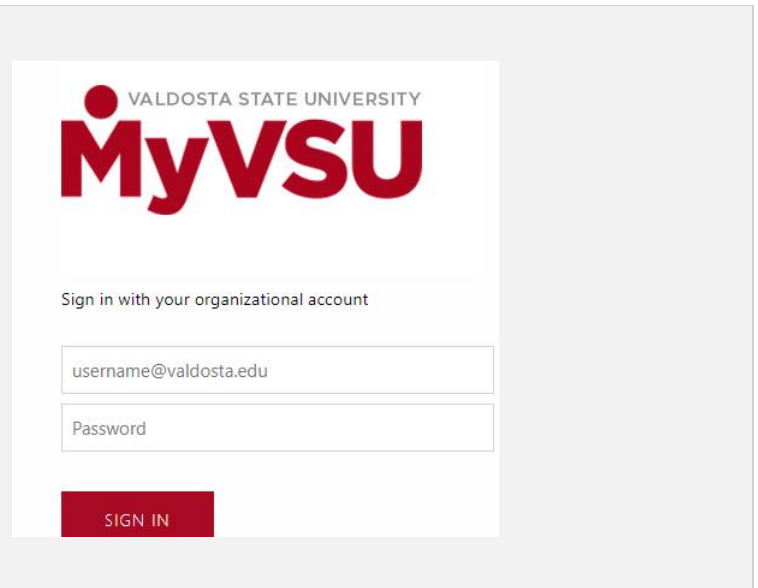 VALDOSTA STATE UNIVERSITY
MyVSU
Sign in with your organizational account
username@valdosta.edu
Password
SIGN IN